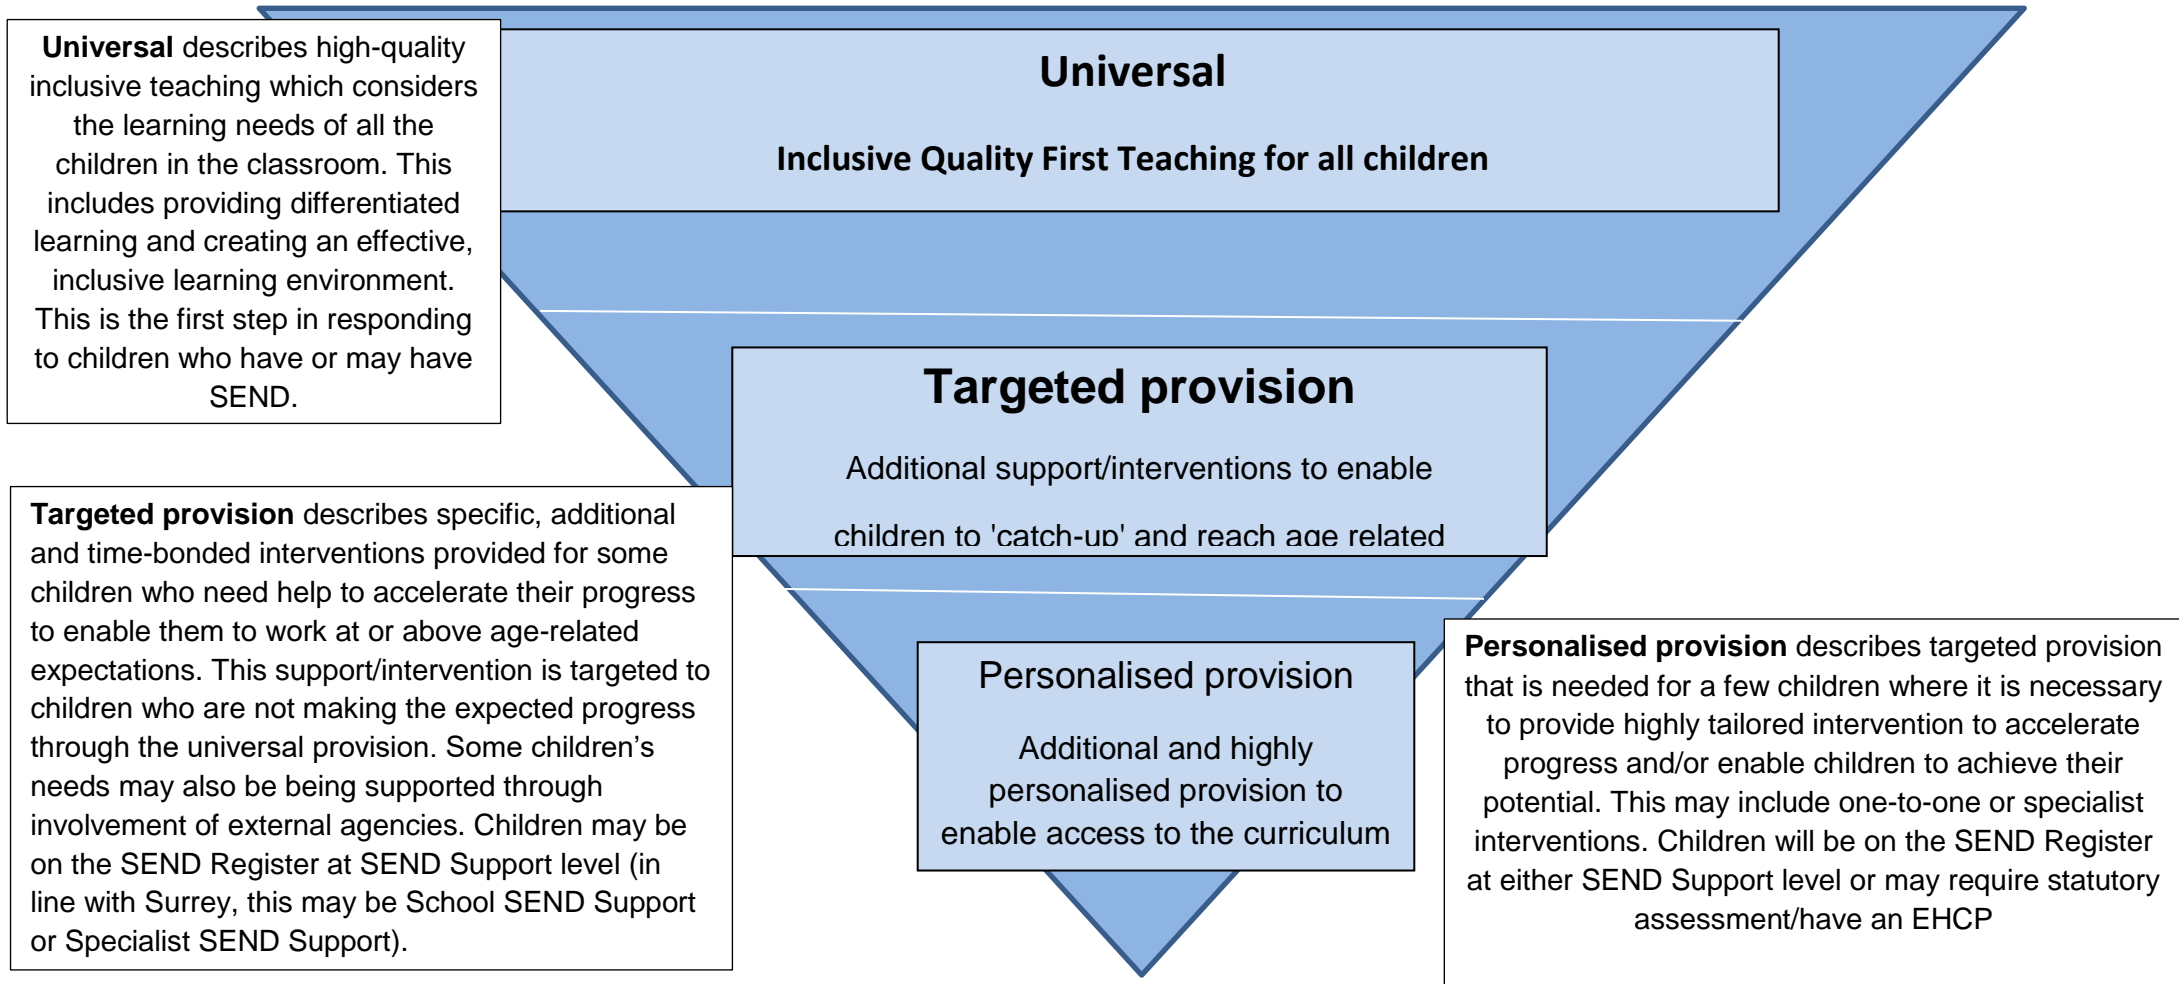 Universal describes high-quality
inclusive teaching which considers
the learning needs of all the
children in the classroom. This
includes providing differentiated
learning and creating an effective,
inclusive learning environment.
This is the first step in responding
to children who have or may have
SEND.
Universal
Inclusive Quality First Teaching for all children
Targeted provision
Additional support/interventions to enable
children to 'catch-up' and reach age related
Targeted provision describes specific, additional
and time-bonded interventions provided for some
children who need help to accelerate their progress
to enable them to work at or above age-related
expectations. This support/intervention is targeted to
children who are not making the expected progress
through the universal provision. Some children’s
needs may also be being supported through
involvement of external agencies. Children may be
on the SEND Register at SEND Support level (in
line with Surrey, this may be School SEND Support
or Specialist SEND Support).
Personalised provision
Additional and highly
personalised provision to
enable access to the curriculum
Personalised provision describes targeted provision
that is needed for a few children where it is necessary
to provide highly tailored intervention to accelerate
progress and/or enable children to achieve their
potential. This may include one-to-one or specialist
interventions. Children will be on the SEND Register
at either SEND Support level or may require statutory
assessment/have an EHCP